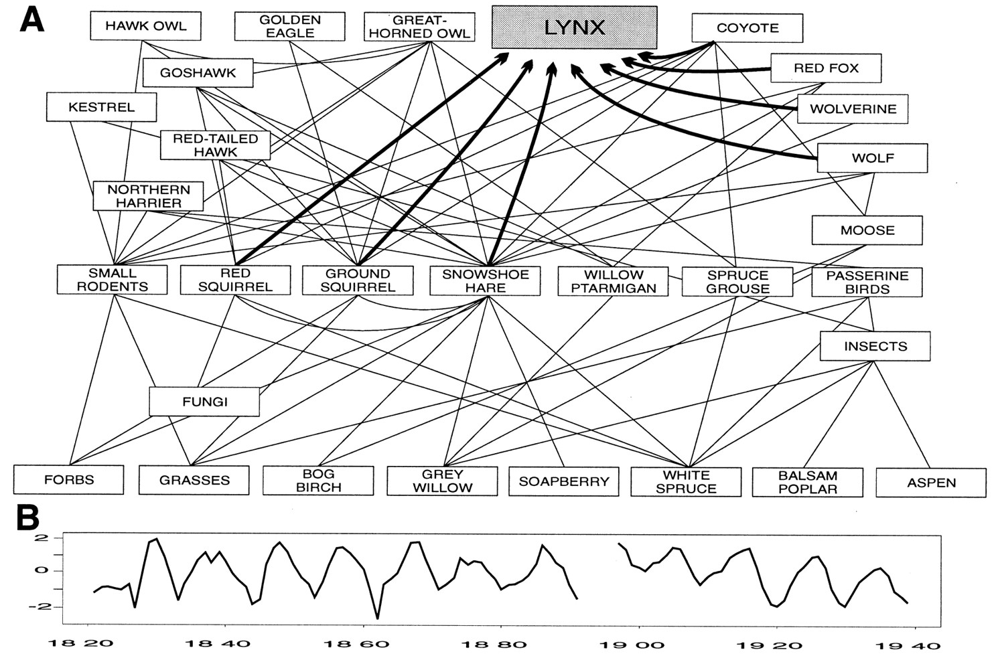 A
HAWK OWL
GOLDEN
EAGLE
GREAT-
HORNED OWL
LYNX
COYOTE
GOSHAWK
RED FOX
KESTREL
WOLVERINE
RED-TAILED
HAWK
WOLF
NORTHERN
HARRIER
MOOSE
SMALL
RODENTS
RED
SQUIRREL
GROUND
SQUIRREL
SNOWSHOE
HARE
WILLOW
PTARMIGAN
SPRUCE
GROUSE
PASSERINE
BIRDS
INSECTS
FUNGI
FORBS
GRASSES
BOG
BIRCH
GREY
WILLOW
SOAPBERRY
WHITE
SPRUCE
BALSAM
POPLAR
ASPEN
B
2
0
-2
18 20
18 40
18 60
18 80
19 00
19 20
19 40